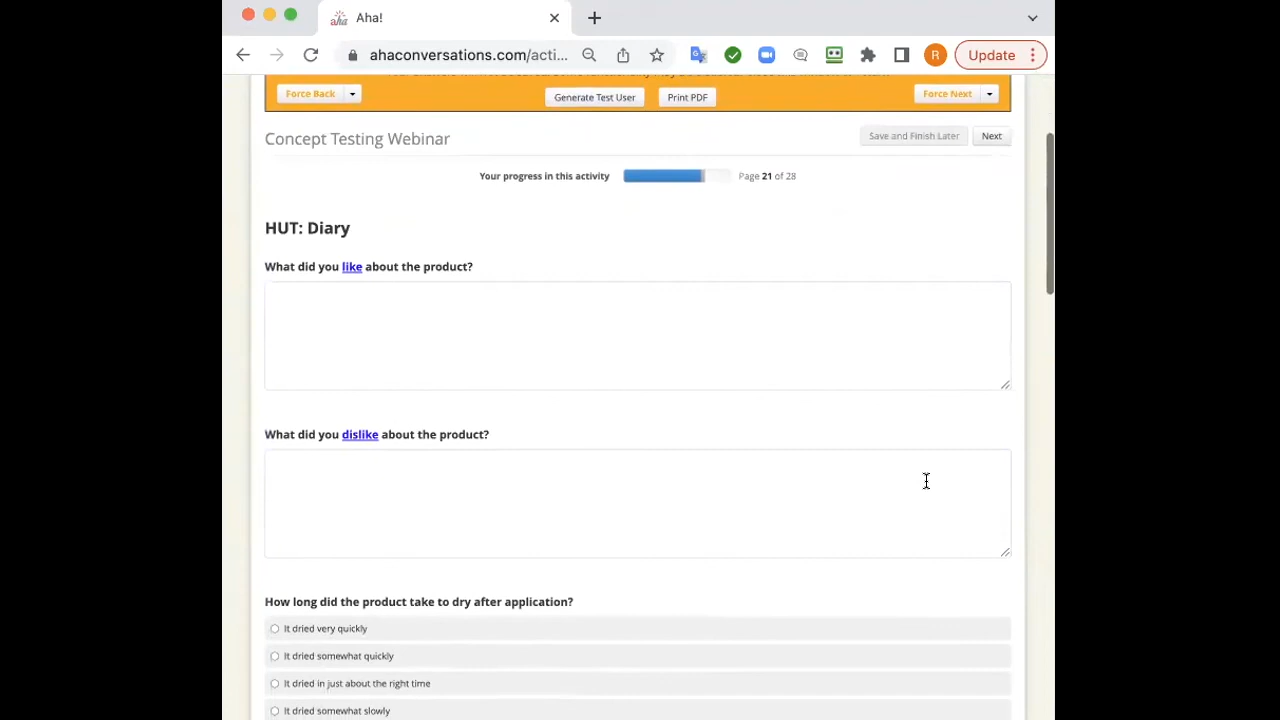 aha
Aha!
ahaconversations.com/acti...
R
Update
Force Back
Generate Test User
Print PDF
Force Next
Concept Testing Webinar
Save and Finish Later
Next
Your progress in this activity
Page 21 of 28
HUT: Diary
What did you like about the product?
What did you dislike about the product?
How long did the product take to dry after application?
It dried very quickly
It dried somewhat quickly
It dried in just about the right time
It dried somewhat slowly